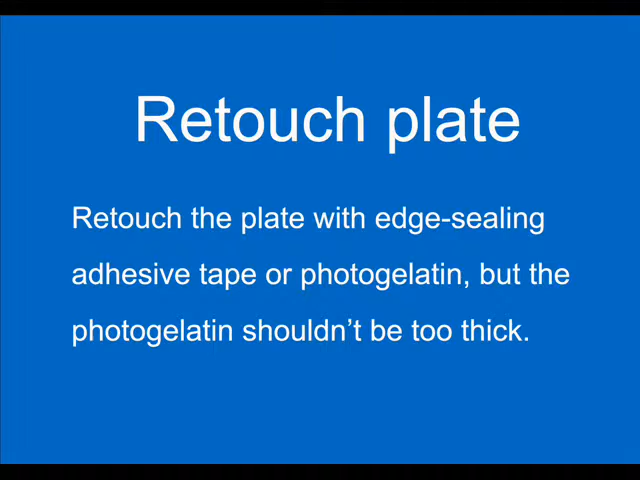 Retouch plate
Retouch the plate with edge-sealing
adhesive tape or photogelatin, but the
photogelatin shouldn’t be too thick.